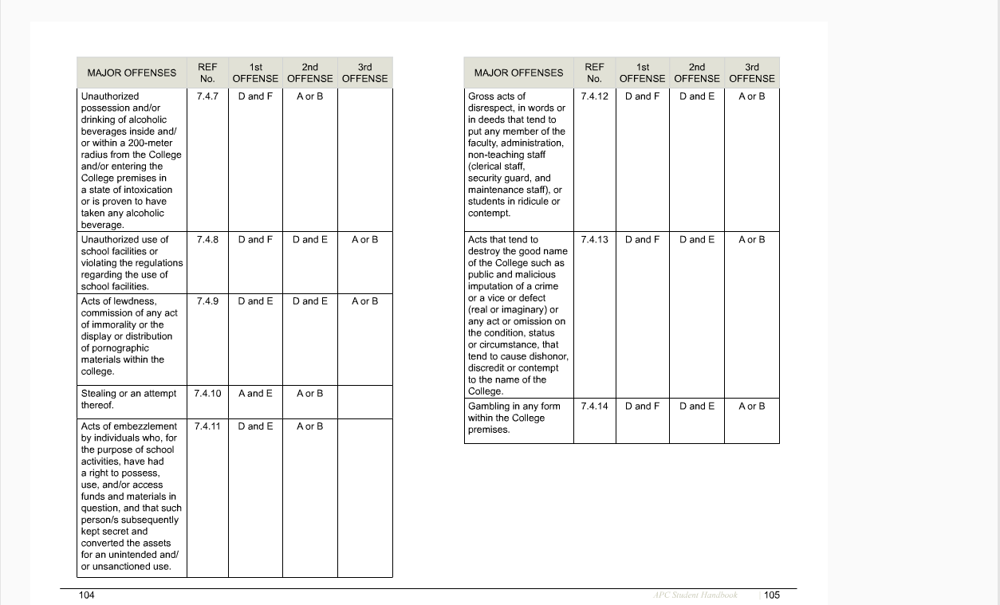 MAJOR OFFENSES REF No. 1st OFFENSE 2nd OFFENSE 3rd OFFENSE
Unauthorized 7.4.7 D and F A or B
possession and/or
drinking of alcoholic
beverages inside and/
or within a 200-meter
radius from the College
and/or entering the
College premises in
a state of intoxication
or is proven to have
taken any alcoholic
beverage.
Unauthorized use of 7.4.8 D and F D and E A or B
school facilities or
violating the regulations
regarding the use of
school facilities.
Acts of lewdness, 7.4.9 D and E D and E A or B
commission of any act
of immorality or the
display or distribution
of pornographic
materials within the
college.
Stealing or an attempt 7.4.10 A and E A or B
thereof.
Acts of embezzlement 7.4.11 D and E A or B
by individuals who, for
the purpose of school
activities, have had
a right to possess,
use, and/or access
funds and materials in
question, and that such
person/s subsequently
kept secret and
converted the assets
for an unintended and/
or unsanctioned use.
104
MAJOR OFFENSES REF No. 1st OFFENSE 2nd OFFENSE 3rd OFFENSE
Gross acts of 7.4.12 D and F D and E A or B
disrespect, in words or
in deeds that tend to
put any member of the
faculty, administration,
non-teaching staff
(clerical staff,
security guard, and
maintenance staff), or
students in ridicule or
contempt.
Acts that tend to 7.4.13 D and F D and E A or B
destroy the good name
of the College such as
public and malicious
imputation of a crime
or a vice or defect
(real or imaginary) or
any act or omission on
the condition, status
or circumstance, that
tend to cause dishonor,
discredit or contempt
to the name of the
College.
Gambling in any form 7.4.14 D and F D and E A or B
within the College
premises.
APC Student Handbook | 105